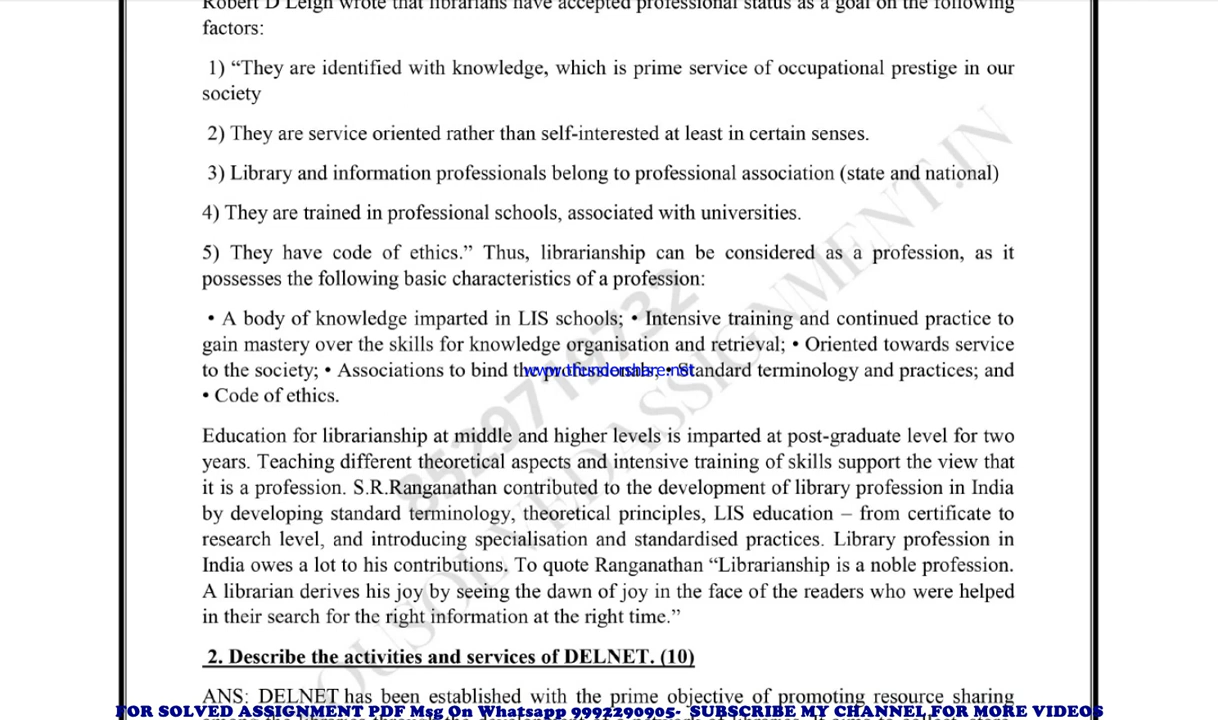 Robert D Leigh wrote that librarians have accepted professional status as a goal on the following
factors:
1) “They are identified with knowledge, which is prime service of occupational prestige in our
society
2) They are service oriented rather than self-interested at least in certain senses.
3) Library and information professionals belong to professional association (state and national)
4) They are trained in professional schools, associated with universities.
5) They have code of ethics.” Thus, librarianship can be considered as a profession, as it
possesses the following basic characteristics of a profession:
• A body of knowledge imparted in LIS schools; • Intensive training and continued practice to
gain mastery over the skills for knowledge organisation and retrieval; • Oriented towards service
to the society; • Associations to bind the • Standard terminology and practices; and
• Code of ethics.
Education for librarianship at middle and higher levels is imparted at post-graduate level for two
years. Teaching different theoretical aspects and intensive training of skills support the view that
it is a profession. S.R.Ranganathan contributed to the development of library profession in India
by developing standard terminology, theoretical principles, LIS education – from certificate to
research level, and introducing specialisation and standardised practices. Library profession in
India owes a lot to his contributions. To quote Ranganathan “Librarianship is a noble profession.
A librarian derives his joy by seeing the dawn of joy in the face of the readers who were helped
in their search for the right information at the right time.”
2. Describe the activities and services of DELNET. (10)
ANS: DELNET has been established with the prime objective of promoting resource sharing
FOR SOLVED ASSIGNMENT PDF Msg On Whatsapp 9992290905- SUBSCRIBE MY CHANNEL FOR MORE VIDEOS
8529719732